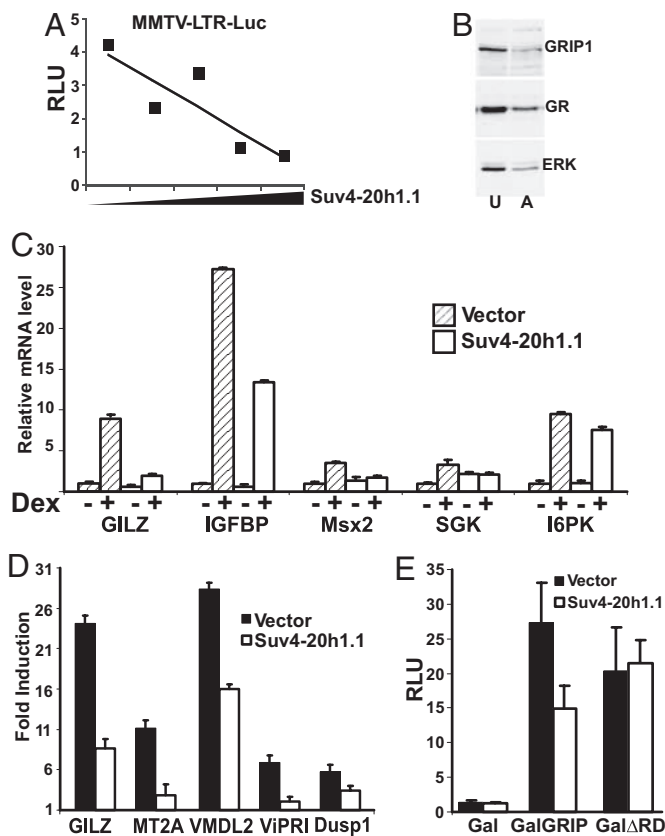 A
MMTV-LTR-Luc
RLU
5
4
3
2
1
0
Suv4-20h1.1
B
GRIP1
GR
ERK
U A
C
Relative mRNA level
30
25
20
15
10
5
Vector
Suv4-20h1.1
Dex - + - + - + - + - + - + - + - + - + - +
GILZ IGFBP Msx2 SGK I6PK
D
Fold Induction
31
26
21
16
11
6
1
Vector
Suv4-20h1.1
GILZ MT2A VMDL2 ViPRI Dusp1
E
RLU
35
30
25
20
15
10
5
0
Vector
Suv4-20h1.1
Gal GalGRIP GalΔRD